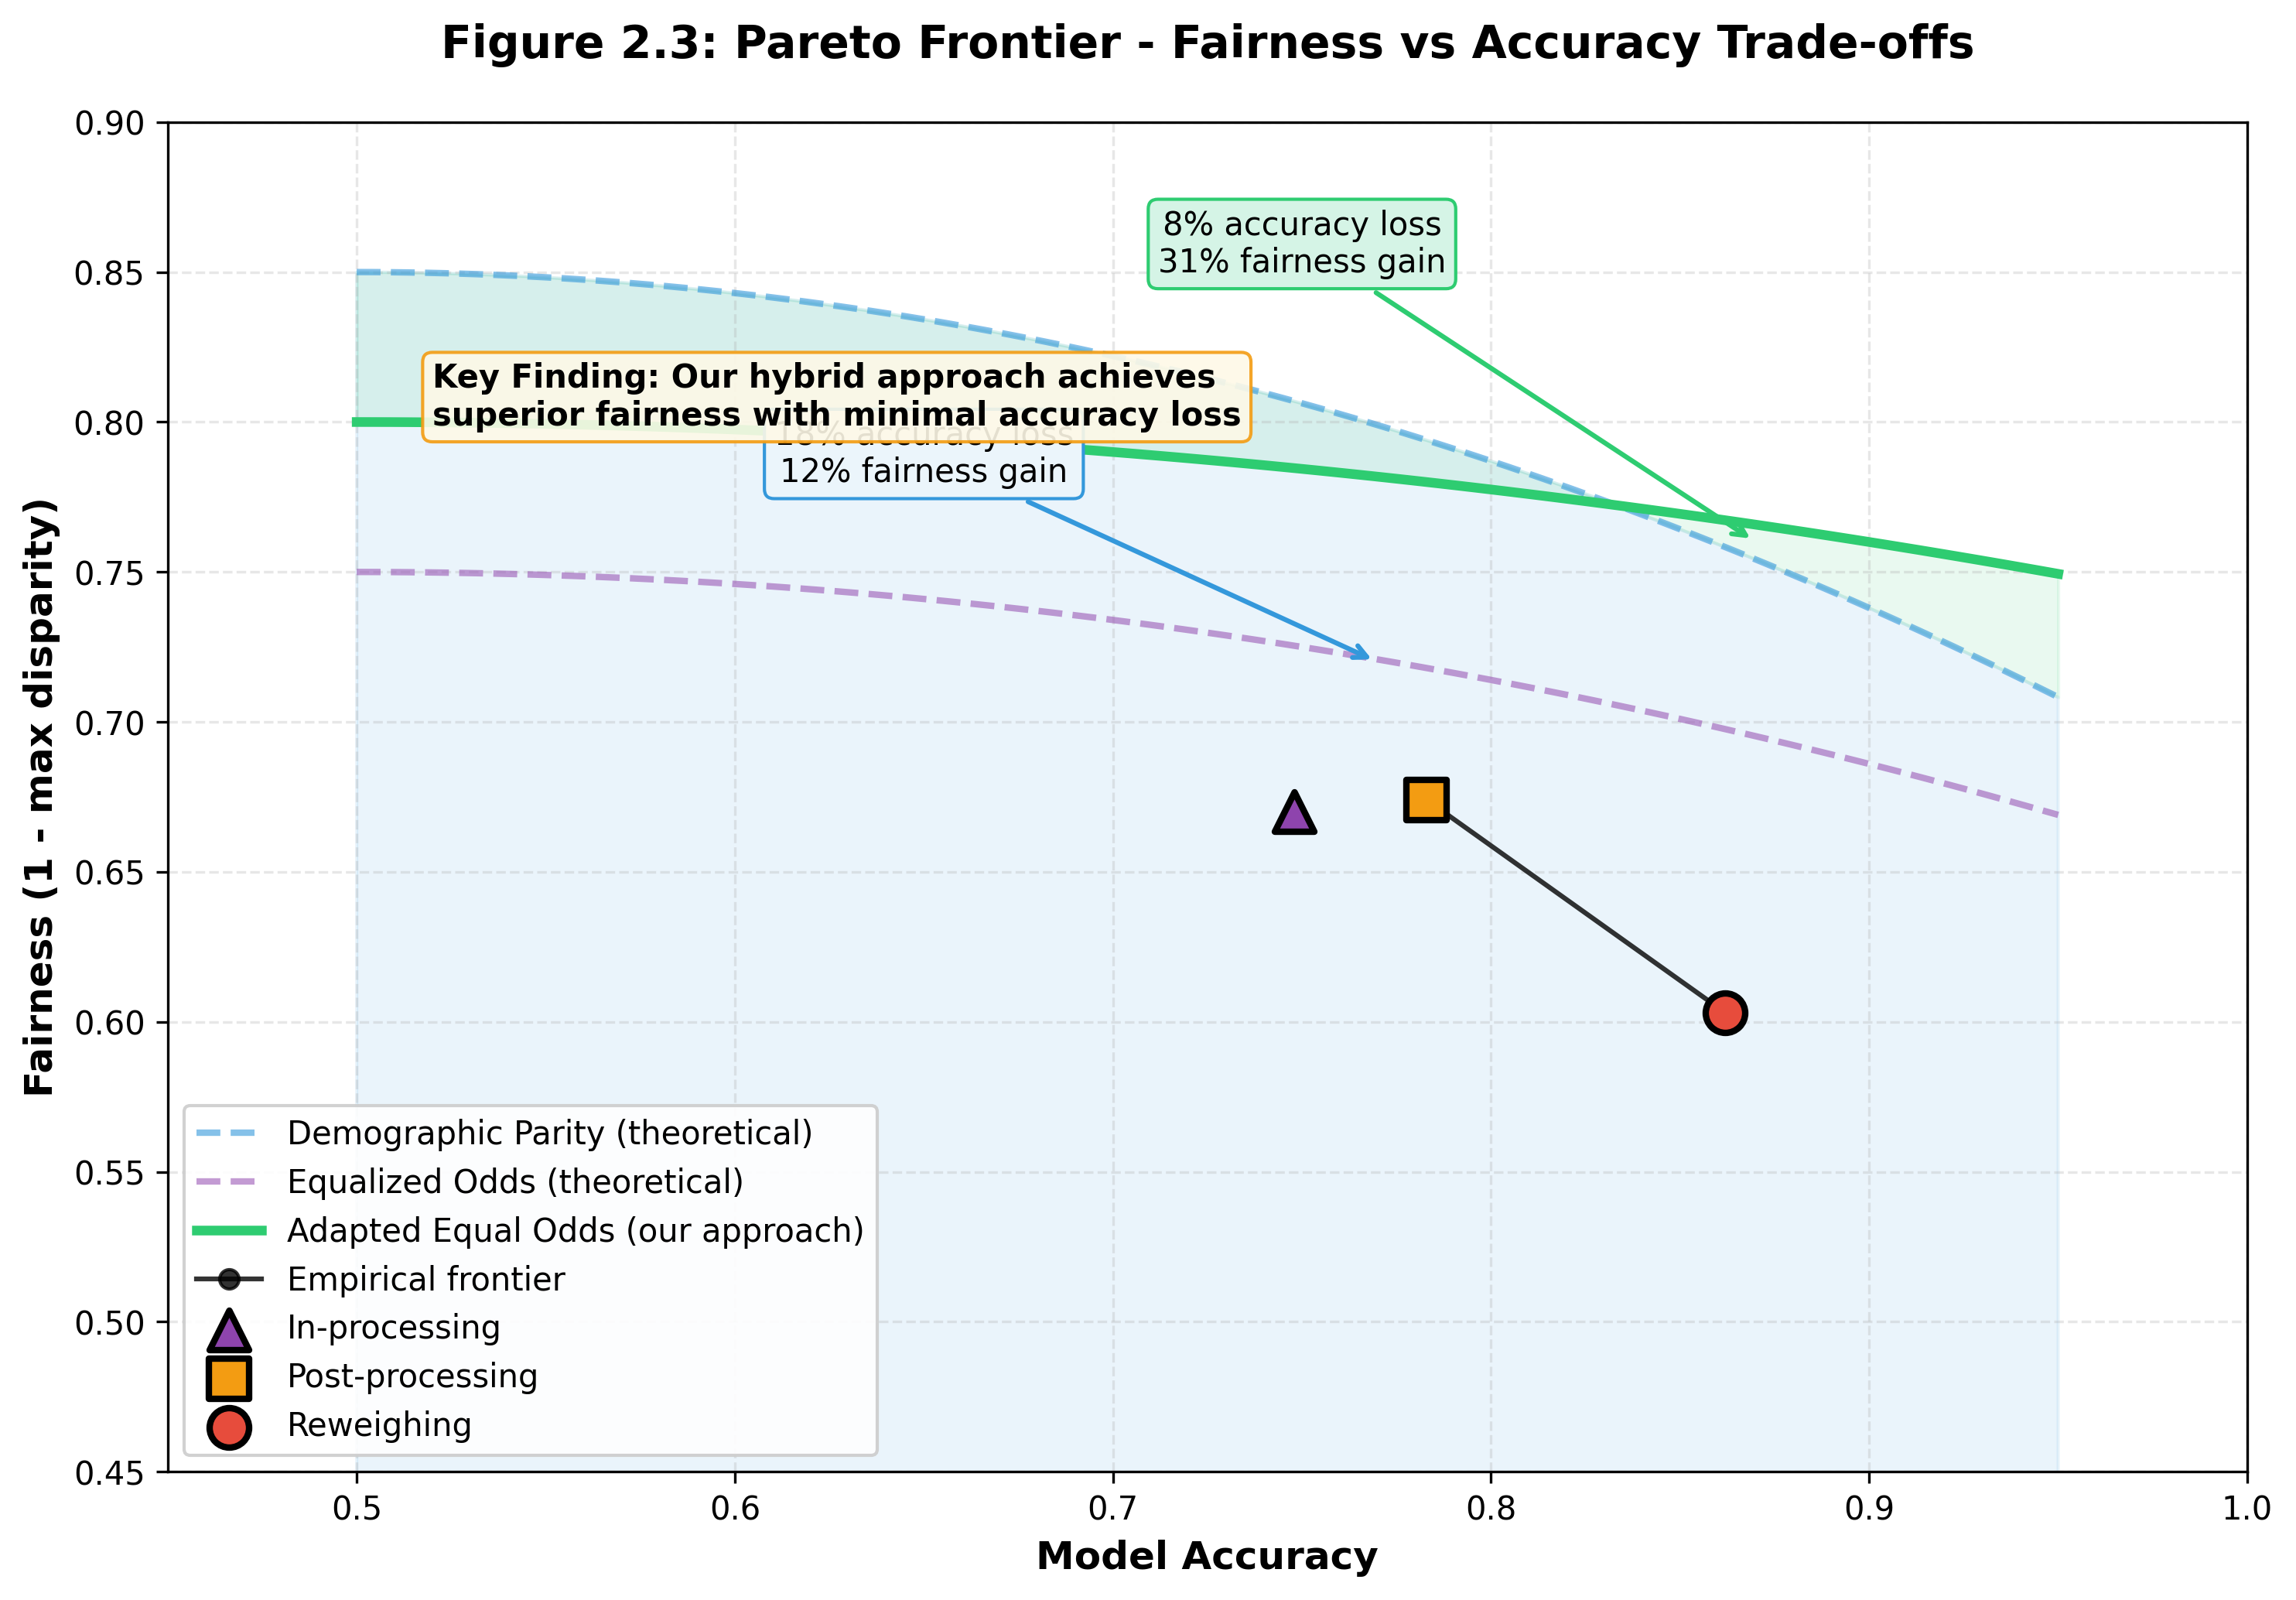 Figure 2.3: Pareto Frontier - Fairness vs Accuracy Trade-offs
Fairness (1 - max disparity)
0.90
0.85
0.80
0.75
0.70
0.65
0.60
0.55
0.50
0.45
8% accuracy loss
31% fairness gain
Key Finding: Our hybrid approach achieves
superior fairness with minimal accuracy loss
18% accuracy loss
12% fairness gain
Demographic Parity (theoretical)
Equalized Odds (theoretical)
Adapted Equal Odds (our approach)
Empirical frontier
In-processing
Post-processing
Reweighing
0.5
0.6
0.7
0.8
0.9
1.0
Model Accuracy